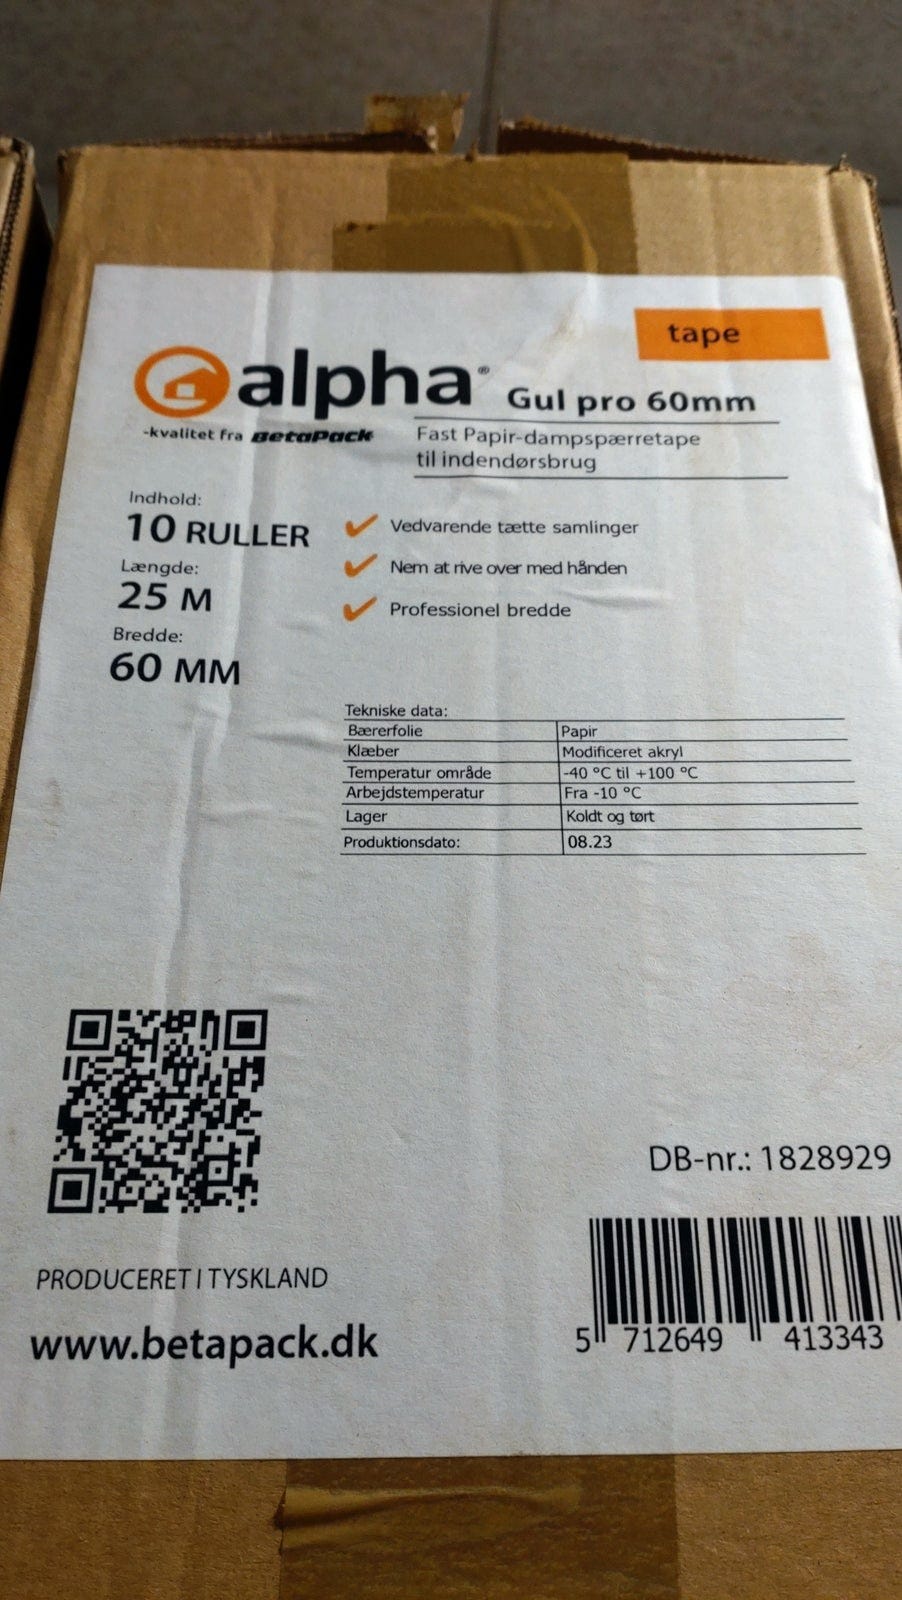 tape
alpha® Gul pro 60mm
-kvalitet fra BetaPack
Fast Papir-dampspærretape
til indendørsbrug
Indhold:
10 RULLER
Længde:
25 M
Bredde:
60 MM
Vedvarende tætte samlinger
Nem at rive over med hånden
Professionel bredde
Tekniske data:
Bærerfolie Papir
Klæber Modificeret akryl
Temperatur område -40 °C til +100 °C
Arbejdstemperatur Fra -10 °C
Lager Koldt og tørt
Produktionsdato: 08.23
DB-nr.: 1828929
PRODUCERET I TYSKLAND
www.betapack.dk
5 712649 413343